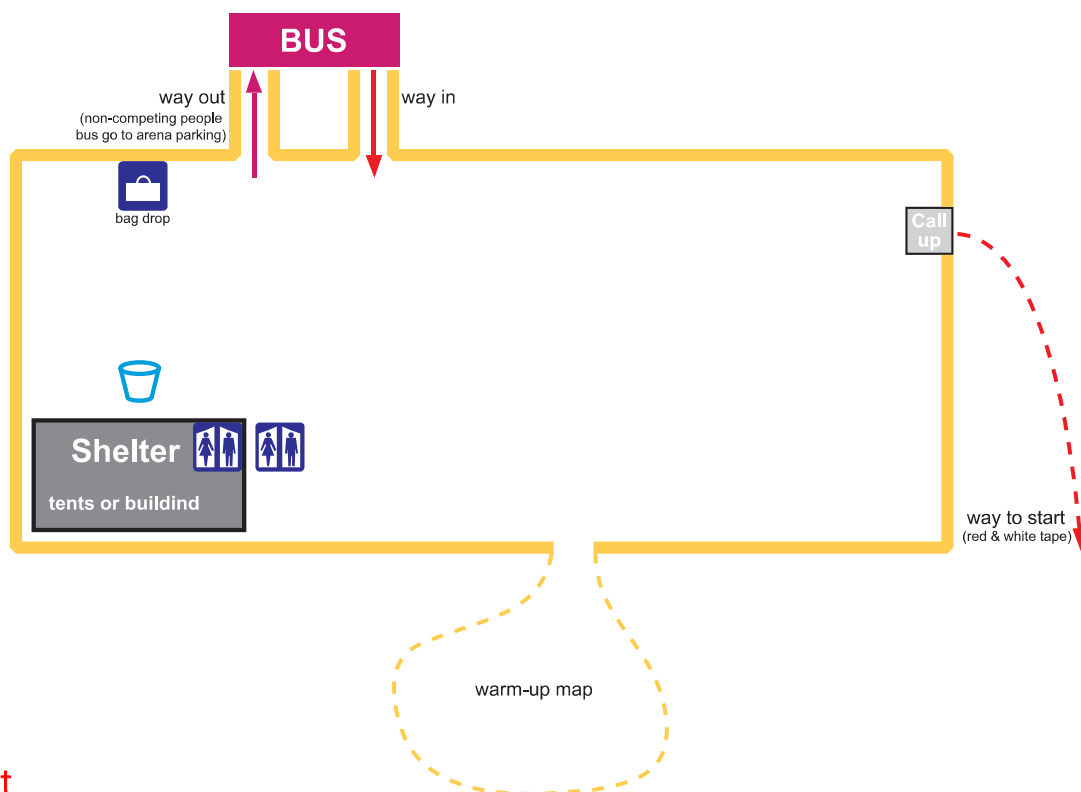 BUS
way out
(non-competing people
bus go to arena parking)
way in
bag drop
Call
up
Shelter
tents or buildind
way to start
(red & white tape)
warm-up map
t